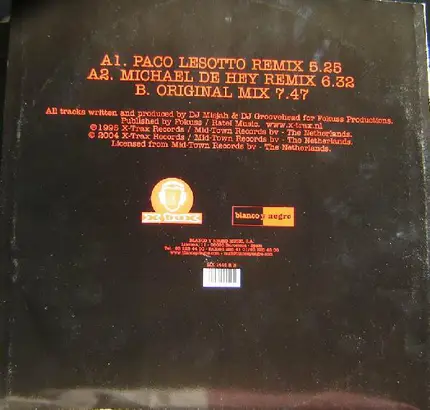 A1. PACO LESOTTO REMIX 5.25
A2. MICHAEL DE HEY REMIX 6.32
B. ORIGINAL MIX 7.47
All tracks written and produced by DJ Misjah & DJ Groovehead for Fokuss Productions.
Published by Fokuss / Ratel Music. www.x-trax.nl
©1995 X-Trax Records / Mid-Town Records bv - The Netherlands.
© 2004 X-Trax Records / Mid-Town Records bv - The Netherlands.
Licensed from Mid-Town Records bv - The Netherlands.
X-TRAX
blanco y negro